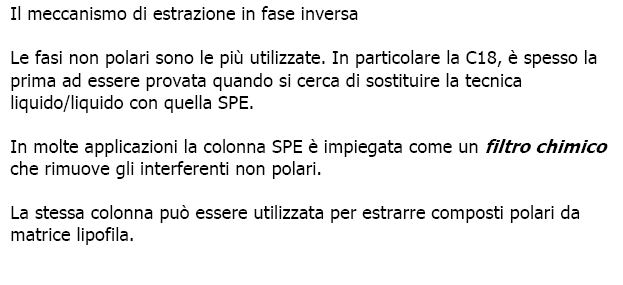 Il meccanismo di estrazione in fase inversa
Le fasi non polari sono le più utilizzate. In particolare la C18, è spesso la
prima ad essere provata quando si cerca di sostituire la tecnica
liquido/liquido con quella SPE.
In molte applicazioni la colonna SPE è impiegata come un filtro chimico
che rimuove gli interferenti non polari.
La stessa colonna può essere utilizzata per estrarre composti polari da
matrice lipofila.